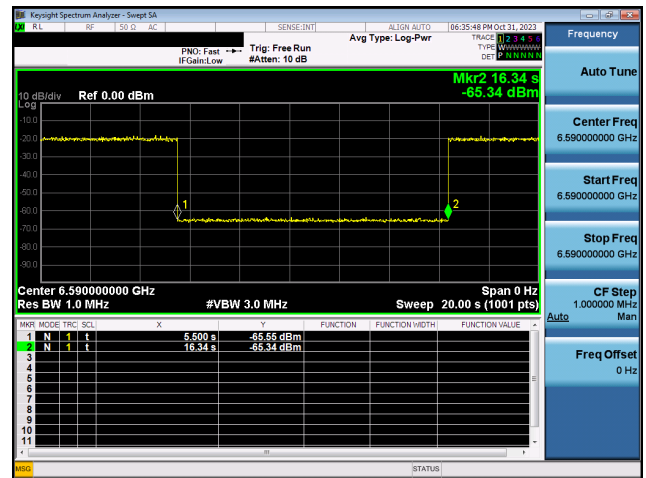 Keysight Spectrum Analyzer - Swept SA
RL RF 50 Ω AC SENSE:INT ALIGN AUTO 06:35:48 PM Oct 31, 2023
Frequency
PNO: Fast
IFGain:Low
Trig: Free Run
#Atten: 10 dB
Avg Type: Log-Pwr
TRACE 1 2 3 4 5 6
TYPE WWWWWW
DET P NNNNN
Auto Tune
Mkr2 16.34 s
-65.34 dBm
10 dB/div Ref 0.00 dBm
Log
-10.0
-20.0
-30.0
-40.0
-50.0
-60.0
-70.0
-80.0
-90.0
1
2
Center 6.590000000 GHz Span 0 Hz
Res BW 1.0 MHz #VBW 3.0 MHz Sweep 20.00 s (1001 pts)
MKR MODE TRC SCL X Y FUNCTION FUNCTION WIDTH FUNCTION VALUE
1 N 1 t 5.500 s -65.55 dBm
2 N 1 t 16.34 s -65.34 dBm
3
4
5
6
7
8
9
10
11
Center Freq
6.590000000 GHz
Start Freq
6.590000000 GHz
Stop Freq
6.590000000 GHz
CF Step
1.000000 MHz
Auto Man
Freq Offset
0 Hz
MSG STATUS